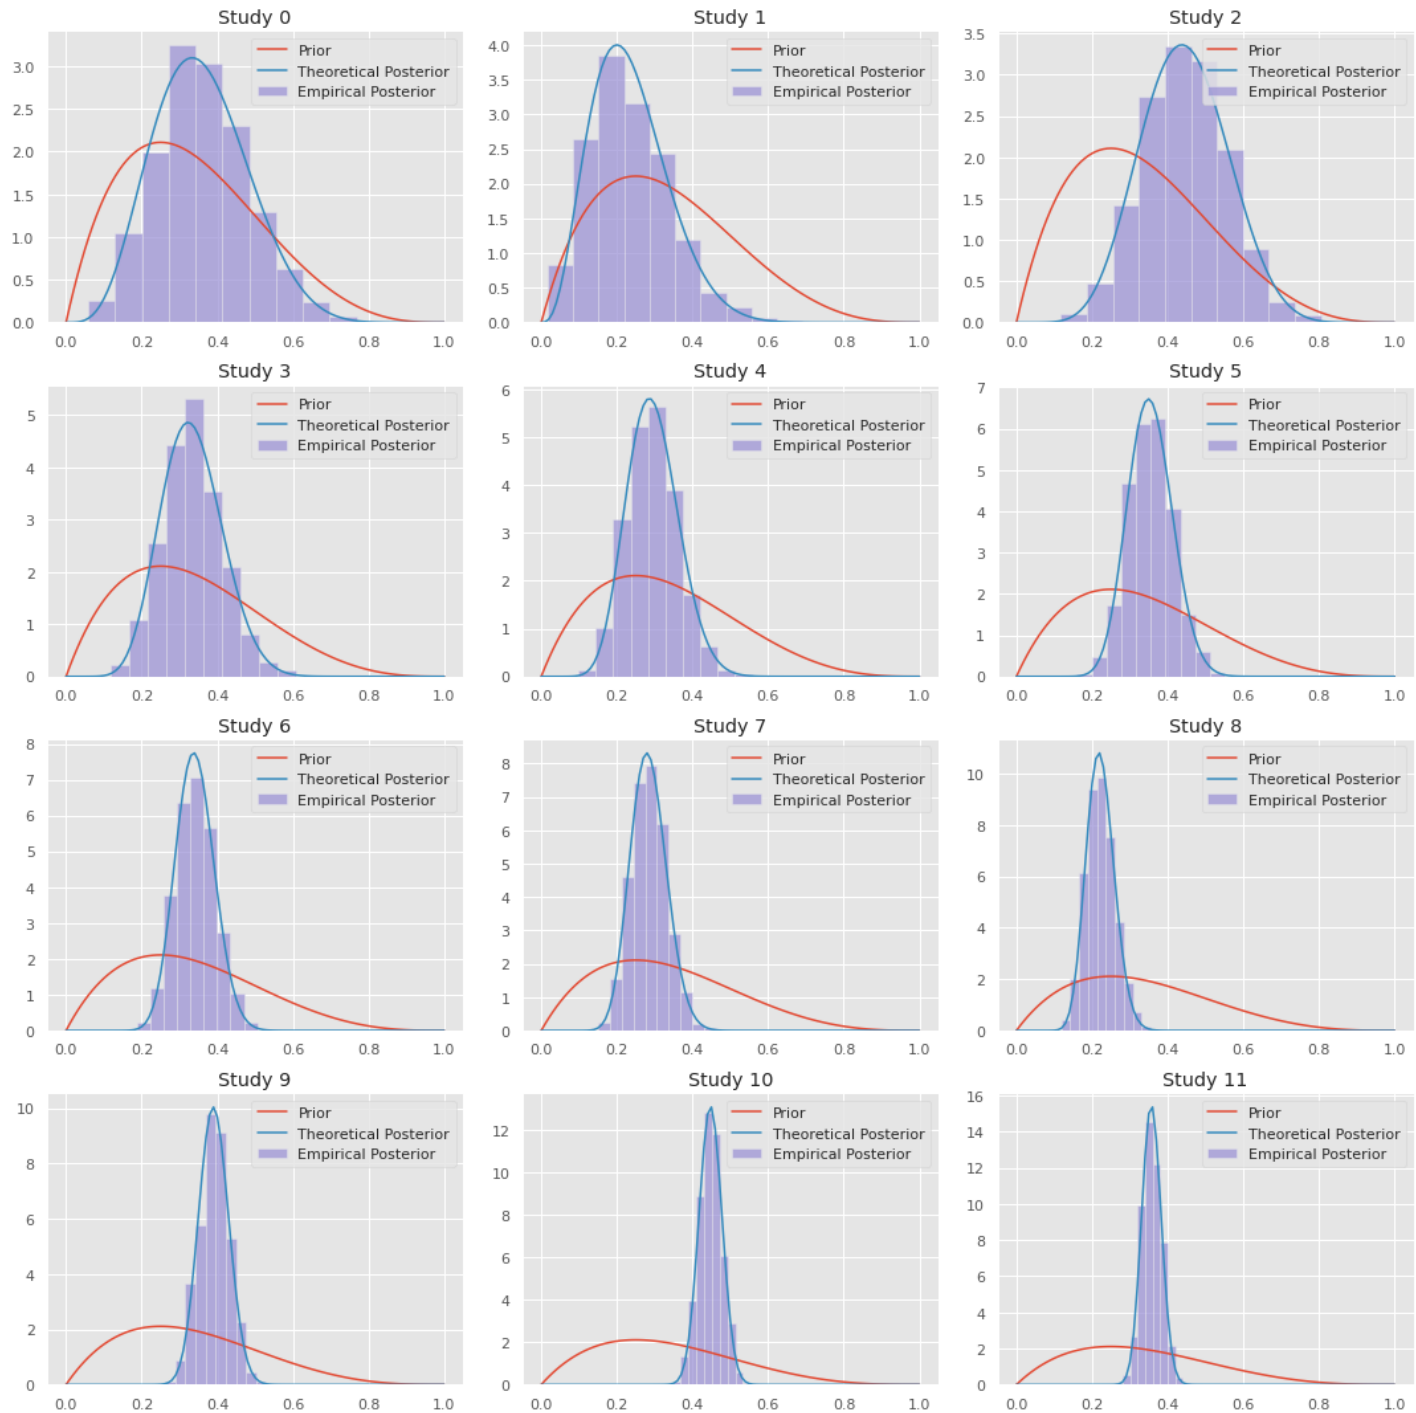 Study 0
Prior
Theoretical Posterior
Empirical Posterior
3.0
2.5
2.0
1.5
1.0
0.5
0.0
0.0 0.2 0.4 0.6 0.8 1.0
Study 1
Prior
Theoretical Posterior
Empirical Posterior
4.0
3.5
3.0
2.5
2.0
1.5
1.0
0.5
0.0
0.0 0.2 0.4 0.6 0.8 1.0
Study 2
Prior
Theoretical Posterior
Empirical Posterior
3.5
3.0
2.5
2.0
1.5
1.0
0.5
0.0
0.0 0.2 0.4 0.6 0.8 1.0
Study 3
Prior
Theoretical Posterior
Empirical Posterior
5
4
3
2
1
0
0.0 0.2 0.4 0.6 0.8 1.0
Study 4
Prior
Theoretical Posterior
Empirical Posterior
6
5
4
3
2
1
0
0.0 0.2 0.4 0.6 0.8 1.0
Study 5
Prior
Theoretical Posterior
Empirical Posterior
7
6
5
4
3
2
1
0
0.0 0.2 0.4 0.6 0.8 1.0
Study 6
Prior
Theoretical Posterior
Empirical Posterior
8
7
6
5
4
3
2
1
0
0.0 0.2 0.4 0.6 0.8 1.0
Study 7
Prior
Theoretical Posterior
Empirical Posterior
8
7
6
5
4
3
2
1
0
0.0 0.2 0.4 0.6 0.8 1.0
Study 8
Prior
Theoretical Posterior
Empirical Posterior
10
8
6
4
2
0
0.0 0.2 0.4 0.6 0.8 1.0
Study 9
Prior
Theoretical Posterior
Empirical Posterior
10
8
6
4
2
0
0.0 0.2 0.4 0.6 0.8 1.0
Study 10
Prior
Theoretical Posterior
Empirical Posterior
12
10
8
6
4
2
0
0.0 0.2 0.4 0.6 0.8 1.0
Study 11
Prior
Theoretical Posterior
Empirical Posterior
16
14
12
10
8
6
4
2
0
0.0 0.2 0.4 0.6 0.8 1.0